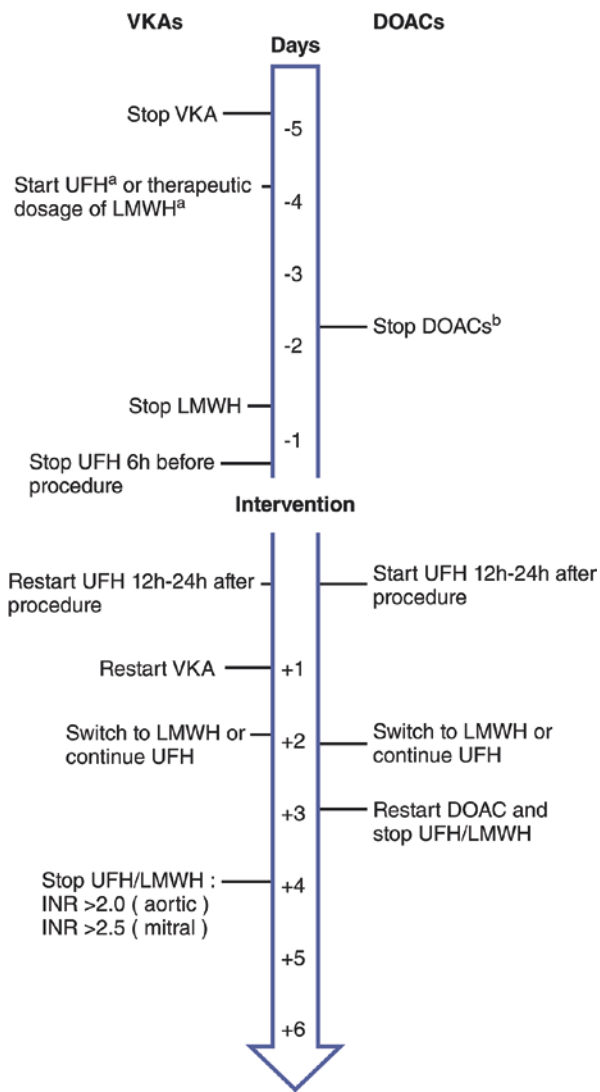 VKAs
DOACs
Days
Stop VKA
-5
Start UFHᵃ or therapeutic
dosage of LMWHᵃ
-4
-3
Stop DOACsᵇ
-2
Stop LMWH
-1
Stop UFH 6h before
procedure
Intervention
Restart UFH 12h-24h after
procedure
Start UFH 12h-24h after
procedure
Restart VKA
+1
Switch to LMWH or
continue UFH
+2
Switch to LMWH or
continue UFH
+3
Restart DOAC and
stop UFH/LMWH
Stop UFH/LMWH :
INR >2.0 ( aortic )
INR >2.5 ( mitral )
+4
+5
+6